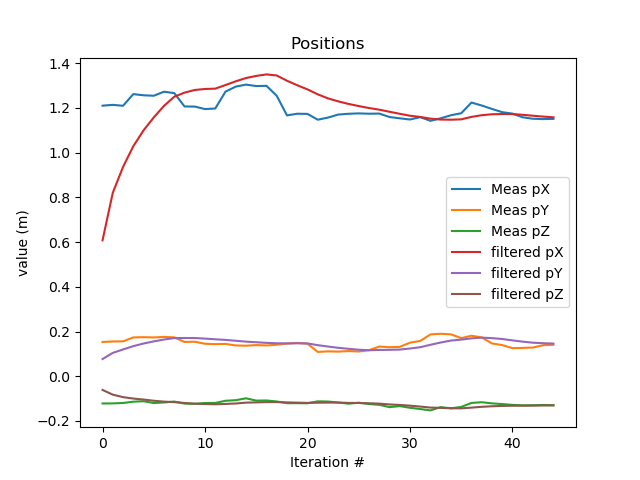 Positions
1.4
1.2
1.0
0.8
0.6
0.4
0.2
0.0
−0.2
value (m)
0
10
20
30
40
Iteration #
Meas pX
Meas pY
Meas pZ
filtered pX
filtered pY
filtered pZ